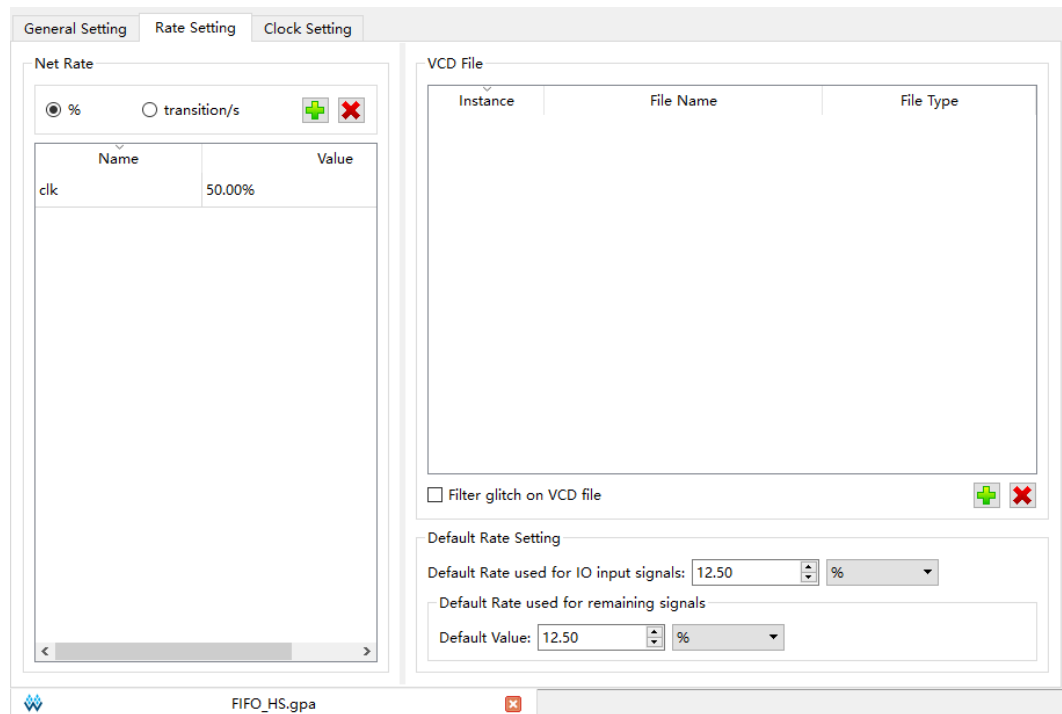 General Setting Rate Setting Clock Setting
Net Rate
% transition/s
Name Value
clk 50.00%
VCD File
Instance File Name File Type
Filter glitch on VCD file
Default Rate Setting
Default Rate used for IO input signals: 12.50 %
Default Rate used for remaining signals
Default Value: 12.50 %
FIFO_HS.gpa